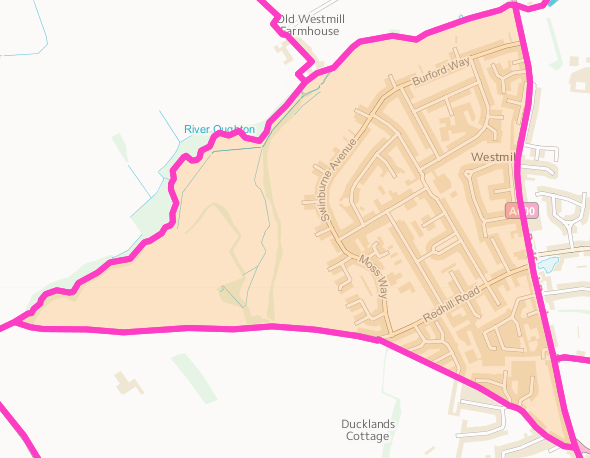 Old Westmill
Farmhouse
Burford Way
River Oughton
Westmill
Swinburne Avenue
A600
Moss Way
Redhill Road
Ducklands
Cottage